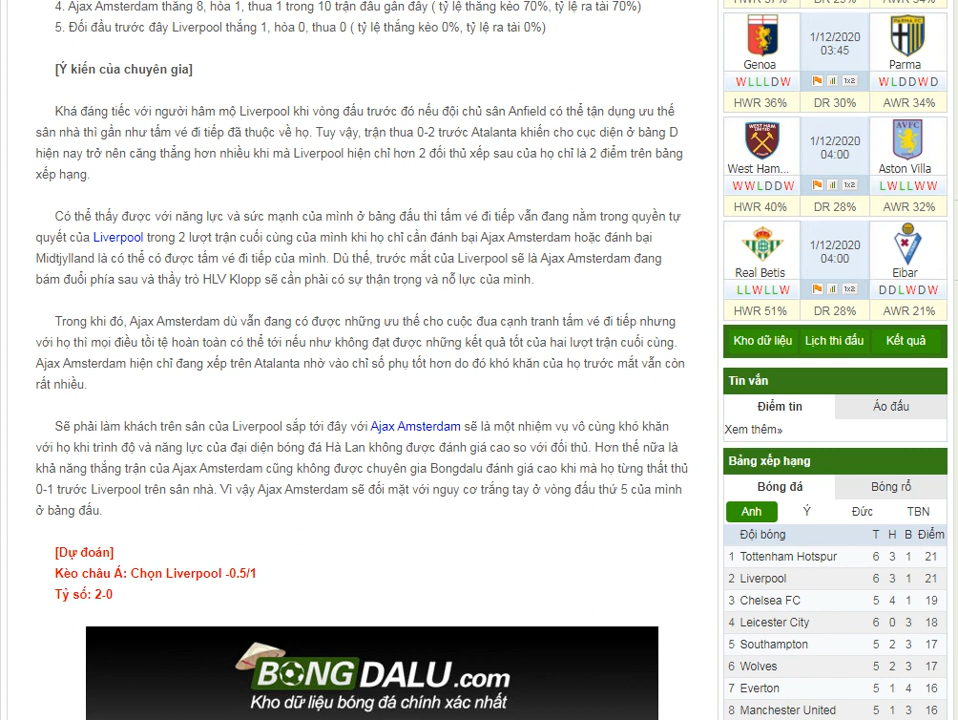 4. Ajax Amsterdam thắng 8, hòa 1, thua 1 trong 10 trận đấu gần đây ( tỷ lệ thắng kèo 70%, tỷ lệ ra tài 70%)
5. Đối đầu trước đây Liverpool thắng 1, hòa 0, thua 0 ( tỷ lệ thắng kèo 0%, tỷ lệ ra tài 0%)
[Ý kiến của chuyên gia]
Khá đáng tiếc với người hâm mộ Liverpool khi vòng đấu trước đó nếu đội chủ sân Anfield có thể tận dụng ưu thế
sân nhà thì gần như tấm vé đi tiếp đã thuộc về họ. Tuy vậy, trận thua 0-2 trước Atalanta khiến cho cục diện ở bảng D
hiện nay trở nên căng thẳng hơn nhiều khi mà Liverpool hiện chỉ hơn 2 đối thủ xếp sau của họ chỉ là 2 điểm trên bảng
xếp hạng.
Có thể thấy được với năng lực và sức mạnh của mình ở bảng đấu thì tấm vé đi tiếp vẫn đang nằm trong quyền tự
quyết của Liverpool trong 2 lượt trận cuối cùng của mình khi họ chỉ cần đánh bại Ajax Amsterdam hoặc đánh bại
Midtjylland là có thể có được tấm vé đi tiếp của mình. Dù thế, trước mắt của Liverpool sẽ là Ajax Amsterdam đang
bám đuổi phía sau và thầy trò HLV Klopp sẽ cần phải có sự thận trọng và nỗ lực của mình.
Trong khi đó, Ajax Amsterdam dù vẫn đang có được những ưu thế cho cuộc đua cạnh tranh tấm vé đi tiếp nhưng
với họ thì mọi điều tồi tệ hoàn toàn có thể tới nếu như không đạt được những kết quả tốt của hai lượt trận cuối cùng.
Ajax Amsterdam hiện chỉ đang xếp trên Atalanta nhờ vào chỉ số phụ tốt hơn do đó khó khăn của họ trước mắt vẫn còn
rất nhiều.
Sẽ phải làm khách trên sân của Liverpool sắp tới đây với Ajax Amsterdam sẽ là một nhiệm vụ vô cùng khó khăn
với họ khi trình độ và năng lực của đại diện bóng đá Hà Lan không được đánh giá cao so với đối thủ. Hơn thế nữa là
khả năng thắng trận của Ajax Amsterdam cũng không được chuyên gia Bongdalu đánh giá cao khi mà họ từng thất thủ
0-1 trước Liverpool trên sân nhà. Vì vậy Ajax Amsterdam sẽ đối mặt với nguy cơ trắng tay ở vòng đấu thứ 5 của mình
ở bảng đấu.
[Dự đoán]
Kèo châu Á: Chọn Liverpool -0.5/1
Tỷ số: 2-0
BONGDALU.com
Kho dữ liệu bóng đá chính xác nhất
HWR 37% DR 29% AWR 34%
1/12/2020
03:45
Genoa Parma
WLLLDW 1x2 WLDDWD
HWR 36% DR 30% AWR 34%
WEST HAM UNITED AVFC
1/12/2020
04:00
West Ham... Aston Villa
WWLDDW 1x2 LWLLWW
HWR 40% DR 28% AWR 32%
1/12/2020
04:00
Real Betis Eibar
LLWLLW 1x2 DDLWDW
HWR 51% DR 28% AWR 21%
Kho dữ liệu Lịch thi đấu Kết quả
Tin vắn
Điểm tin Áo đấu
Xem thêm»
Bảng xếp hạng
Bóng đá Bóng rổ
Anh Ý Đức TBN
Đội bóng T H B Điểm
1 Tottenham Hotspur 6 3 1 21
2 Liverpool 6 3 1 21
3 Chelsea FC 5 4 1 19
4 Leicester City 6 0 3 18
5 Southampton 5 2 3 17
6 Wolves 5 2 3 17
7 Everton 5 1 4 16
8 Manchester United 5 1 3 16